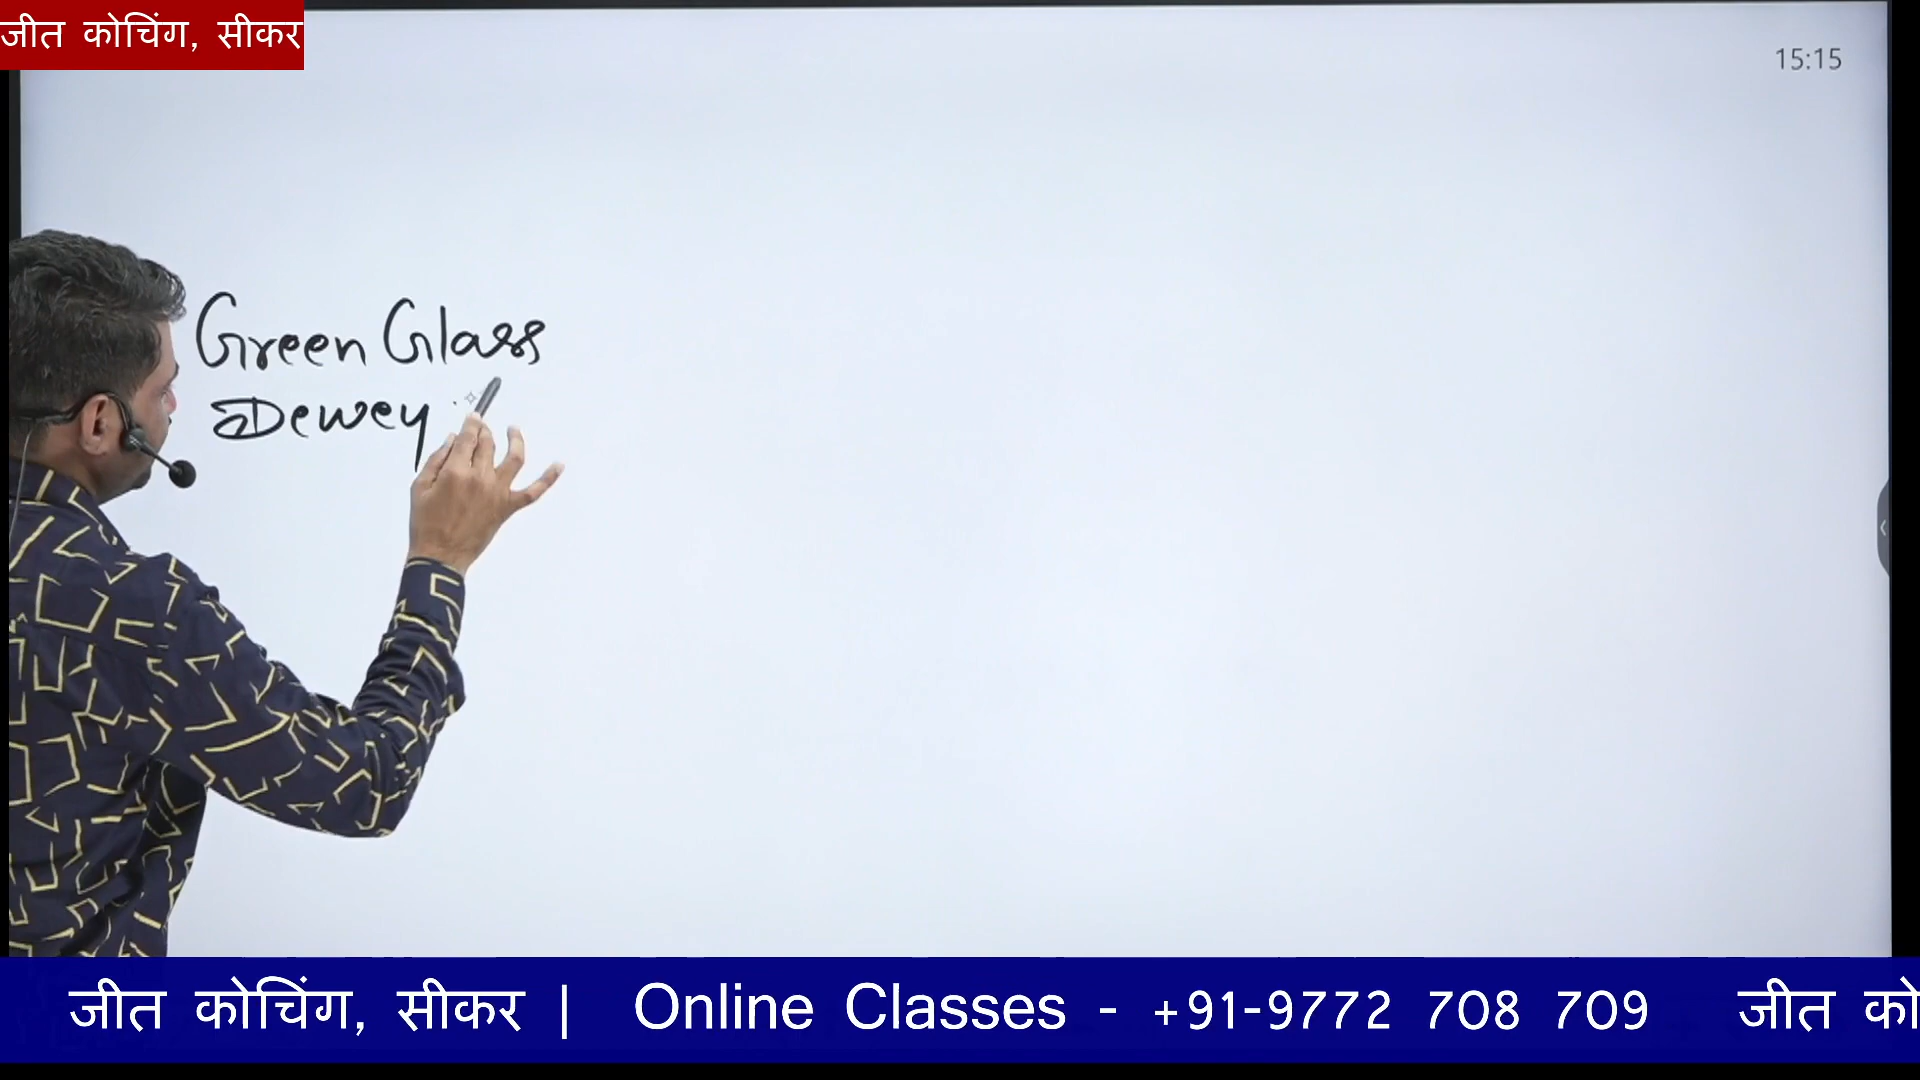 जीत कोचिंग, सीकर
15:15
Green Glass
Dewey
जीत कोचिंग, सीकर | Online Classes - +91-9772 708 709 जीत को